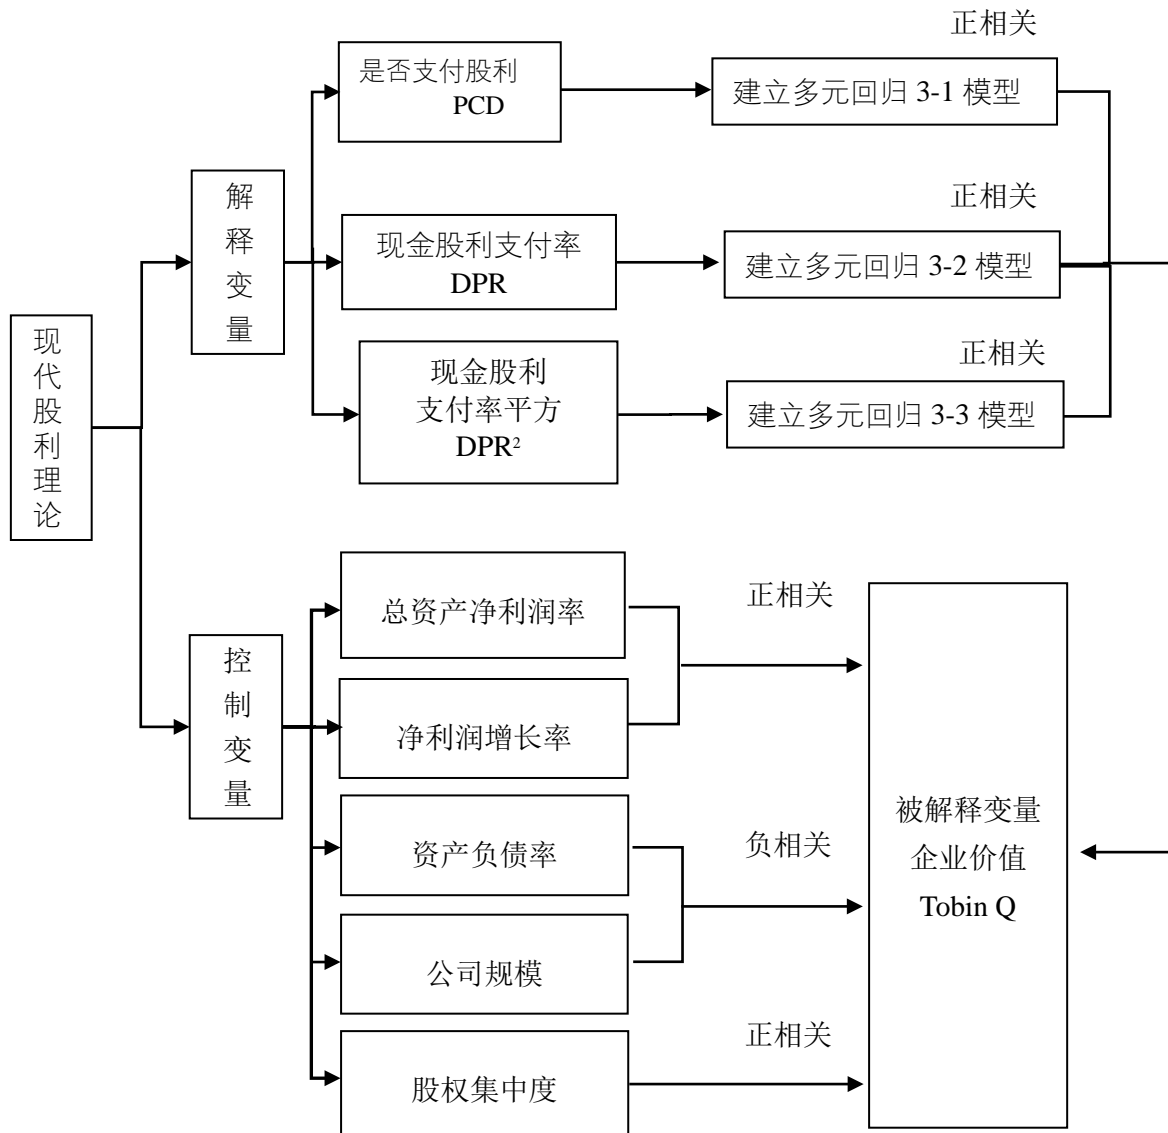 正相关
是否支付股利
PCD
建立多元回归 3-1 模型
解
释
变
量
正相关
现金股利支付率
DPR
建立多元回归 3-2 模型
现
代
股
利
理
论
正相关
现金股利
支付率平方
DPR²
建立多元回归 3-3 模型
控
制
变
量
总资产净利润率
正相关
净利润增长率
资产负债率
负相关
公司规模
股权集中度
正相关
被解释变量
企业价值
Tobin Q